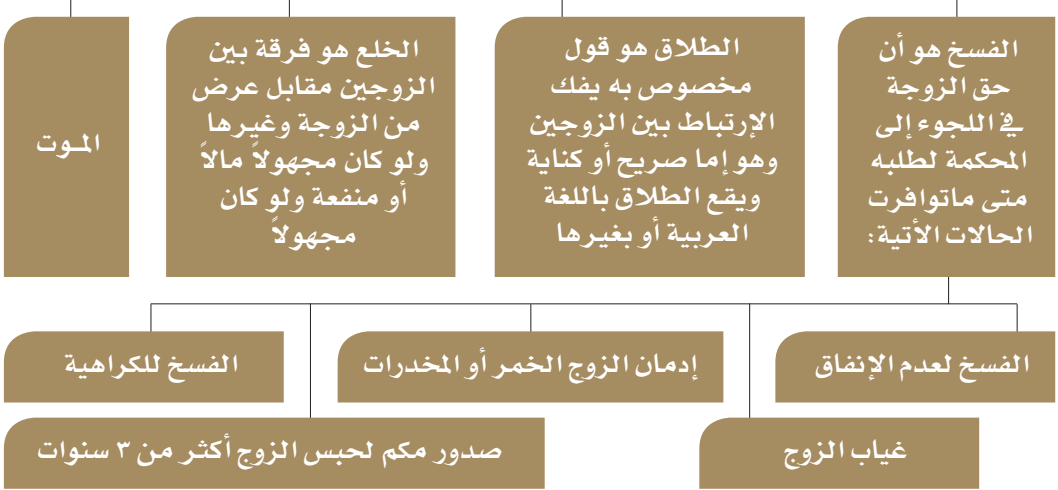 الفسخ هو أن
حق الزوجة
في اللجوء إلى
المحكمة لطلبه
متى ماتوافرت
الحالات الأتية:
الطلاق هو قول
مخصوص به يفك
الإرتباط بين الزوجين
وهو إما صريح أو كناية
ويقع الطلاق باللغة
العربية أو بغيرها
الخلع هو فرقة بين
الزوجين مقابل عرض
من الزوجة وغيرها
ولو كان مجهولاً مالاً
أو منفعة ولو كان
مجهولاً
المـوت
الفسخ لعدم الإنفاق
إدمان الزوج الخمر أو المخدرات
الفسخ للكراهية
غياب الزوج
صدور مكم لحبس الزوج أكثر من ٣ سنوات